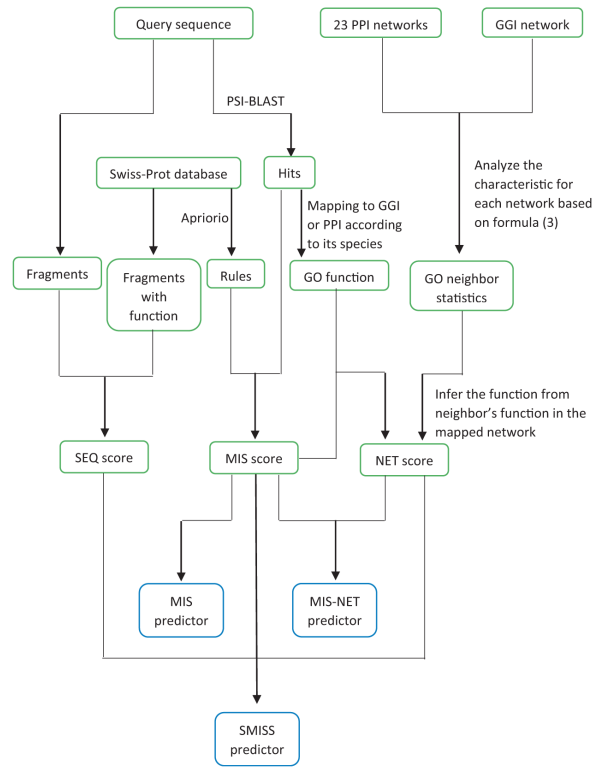 Query sequence
23 PPI networks
GGI network
PSI-BLAST
Swiss-Prot database
Hits
Analyze the
characteristic for
each network based
on formula (3)
Apriorio
Mapping to GGI
or PPI according
to its species
Fragments
Fragments
with
function
Rules
GO function
GO neighbor
statistics
Infer the function from
neighbor's function in the
mapped network
SEQ score
MIS score
NET score
MIS
predictor
MIS-NET
predictor
SMISS
predictor